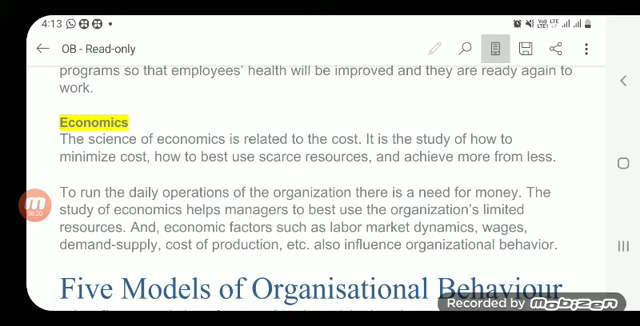 4:13
OB - Read-only
programs so that employees' health will be improved and they are ready again to
work.
Economics
The science of economics is related to the cost. It is the study of how to
minimize cost, how to best use scarce resources, and achieve more from less.
To run the daily operations of the organization there is a need for money. The
study of economics helps managers to best use the organization's limited
resources. And, economic factors such as labor market dynamics, wages,
demand-supply, cost of production, etc. also influence organizational behavior.
Five Models of Organisational Behaviour
Recorded by Mobizen